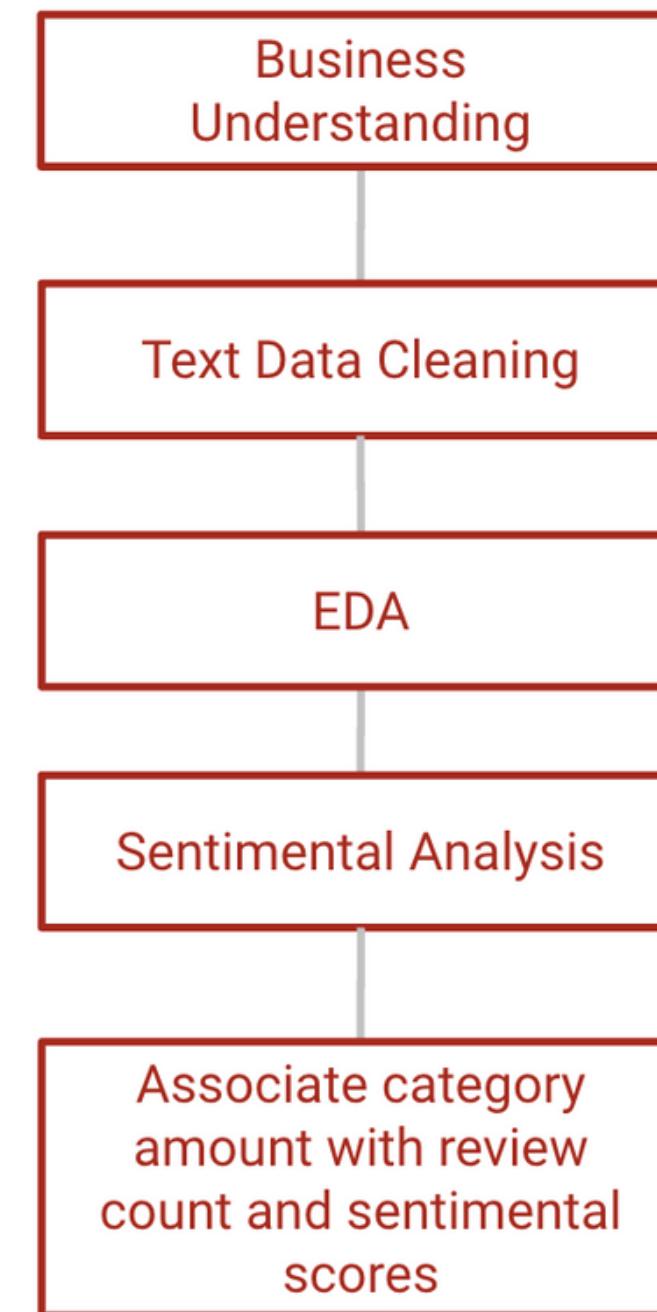 Business
Understanding
Text Data Cleaning
EDA
Sentimental Analysis
Associate category
amount with review
count and sentimental
scores